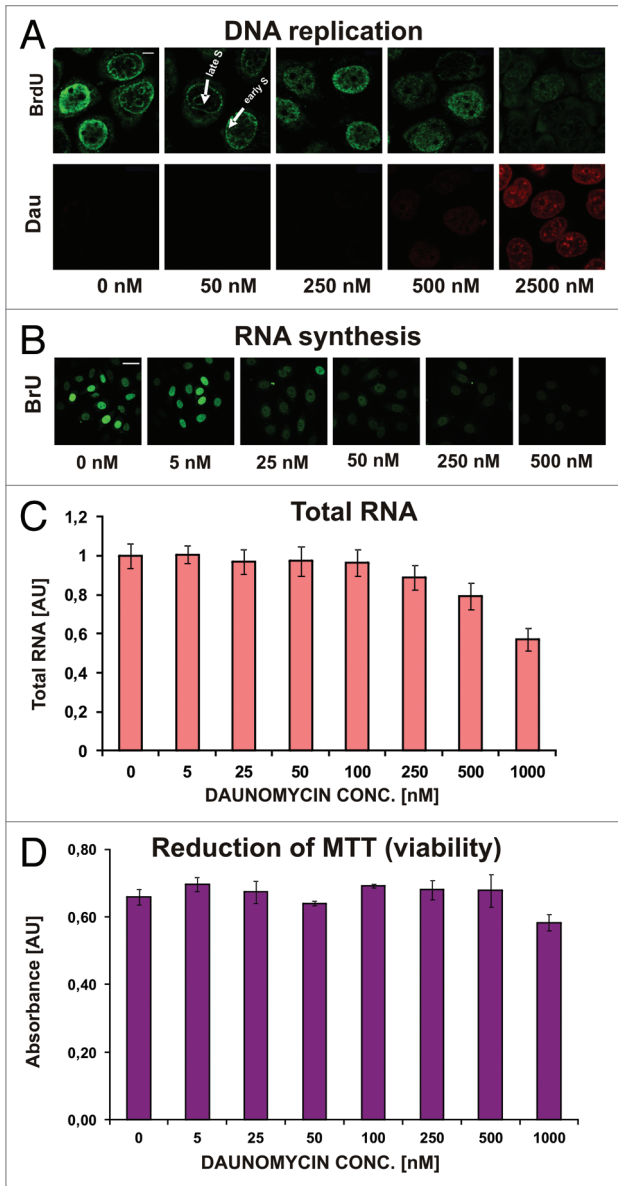 A
DNA replication
BrdU
late S
early S
Dau
0 nM 50 nM 250 nM 500 nM 2500 nM
B
RNA synthesis
BrU
0 nM 5 nM 25 nM 50 nM 250 nM 500 nM
C
Total RNA
Total RNA [AU]
1,2
1
0,8
0,6
0,4
0,2
0
0 5 25 50 100 250 500 1000
DAUNOMYCIN CONC. [nM]
D
Reduction of MTT (viability)
Absorbance [AU]
0,80
0,60
0,40
0,20
0,00
0 5 25 50 100 250 500 1000
DAUNOMYCIN CONC. [nM]